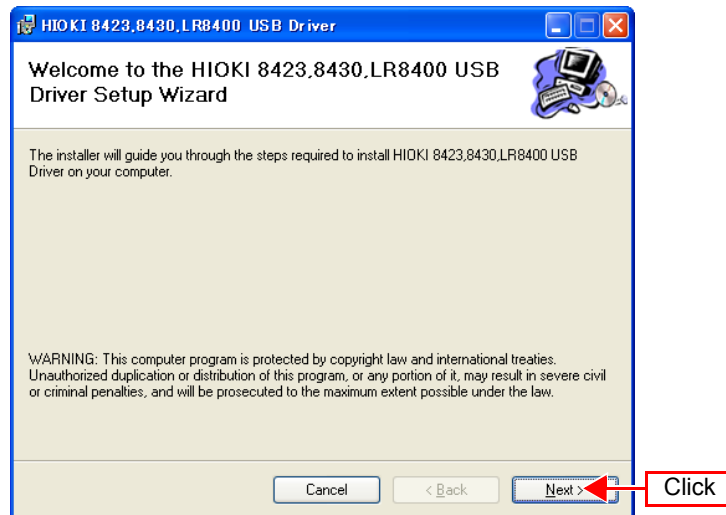 HIOKI 8423,8430,LR8400 USB Driver
Welcome to the HIOKI 8423,8430,LR8400 USB
Driver Setup Wizard
The installer will guide you through the steps required to install HIOKI 8423,8430,LR8400 USB
Driver on your computer.
WARNING: This computer program is protected by copyright law and international treaties.
Unauthorized duplication or distribution of this program, or any portion of it, may result in severe civil
or criminal penalties, and will be prosecuted to the maximum extent possible under the law.
Cancel < Back Next > Click